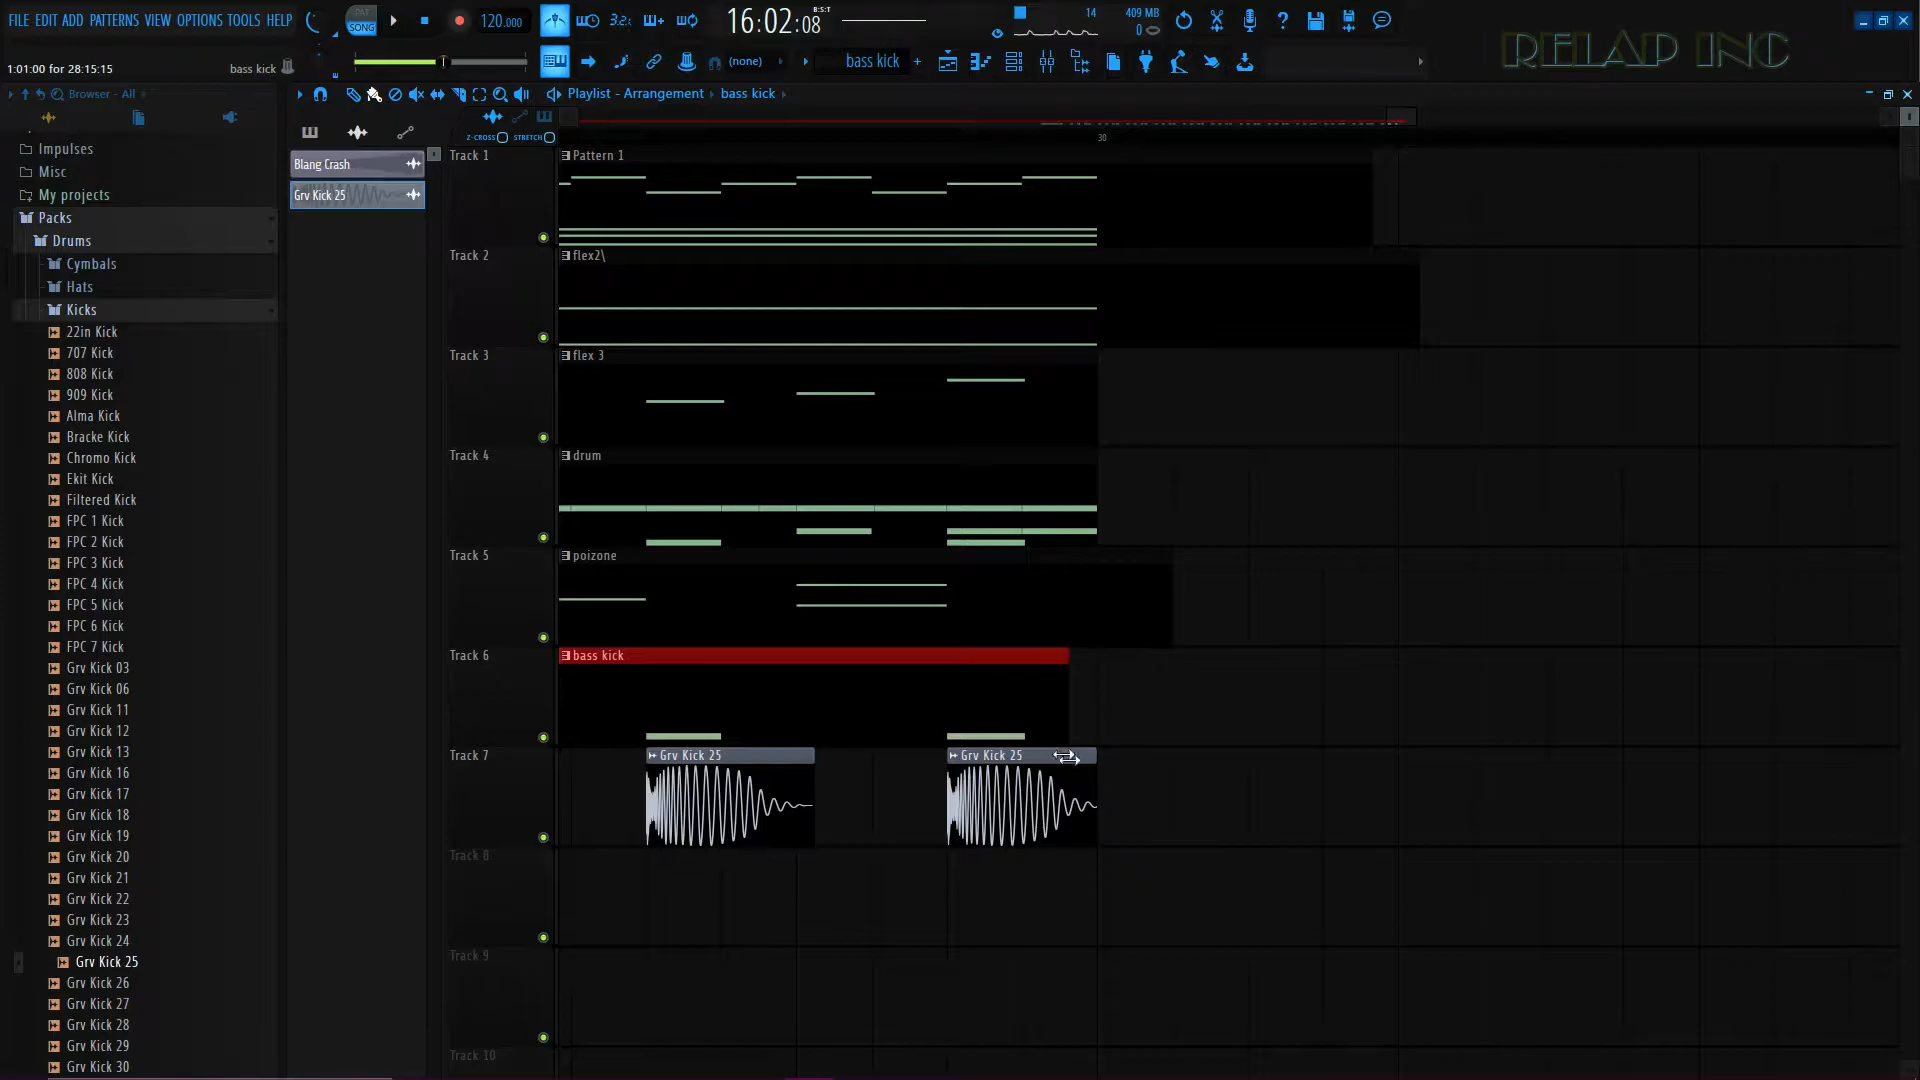 FILE EDIT ADD PATTERNS VIEW OPTIONS TOOLS HELP
PAT
SONG
120.000
3.2
16:02:08
B:S:T
14
409 MB
0
RELAP INC
1:01:00 for 28:15:15
bass kick
(none)
bass kick
Browser - All
Playlist - Arrangement
bass kick
Z-CROSS
STRETCH
30
Impulses
Misc
My projects
Packs
Drums
Cymbals
Hats
Kicks
22in Kick
707 Kick
808 Kick
909 Kick
Alma Kick
Bracke Kick
Chromo Kick
Ekit Kick
Filtered Kick
FPC 1 Kick
FPC 2 Kick
FPC 3 Kick
FPC 4 Kick
FPC 5 Kick
FPC 6 Kick
FPC 7 Kick
Grv Kick 03
Grv Kick 06
Grv Kick 11
Grv Kick 12
Grv Kick 13
Grv Kick 16
Grv Kick 17
Grv Kick 18
Grv Kick 19
Grv Kick 20
Grv Kick 21
Grv Kick 22
Grv Kick 23
Grv Kick 24
Grv Kick 25
Grv Kick 26
Grv Kick 27
Grv Kick 28
Grv Kick 29
Grv Kick 30
Blang Crash
Grv Kick 25
Track 1
Pattern 1
Track 2
flex2\
Track 3
flex 3
Track 4
drum
Track 5
poizone
Track 6
bass kick
Track 7
Grv Kick 25
Grv Kick 25
Track 8
Track 9
Track 10